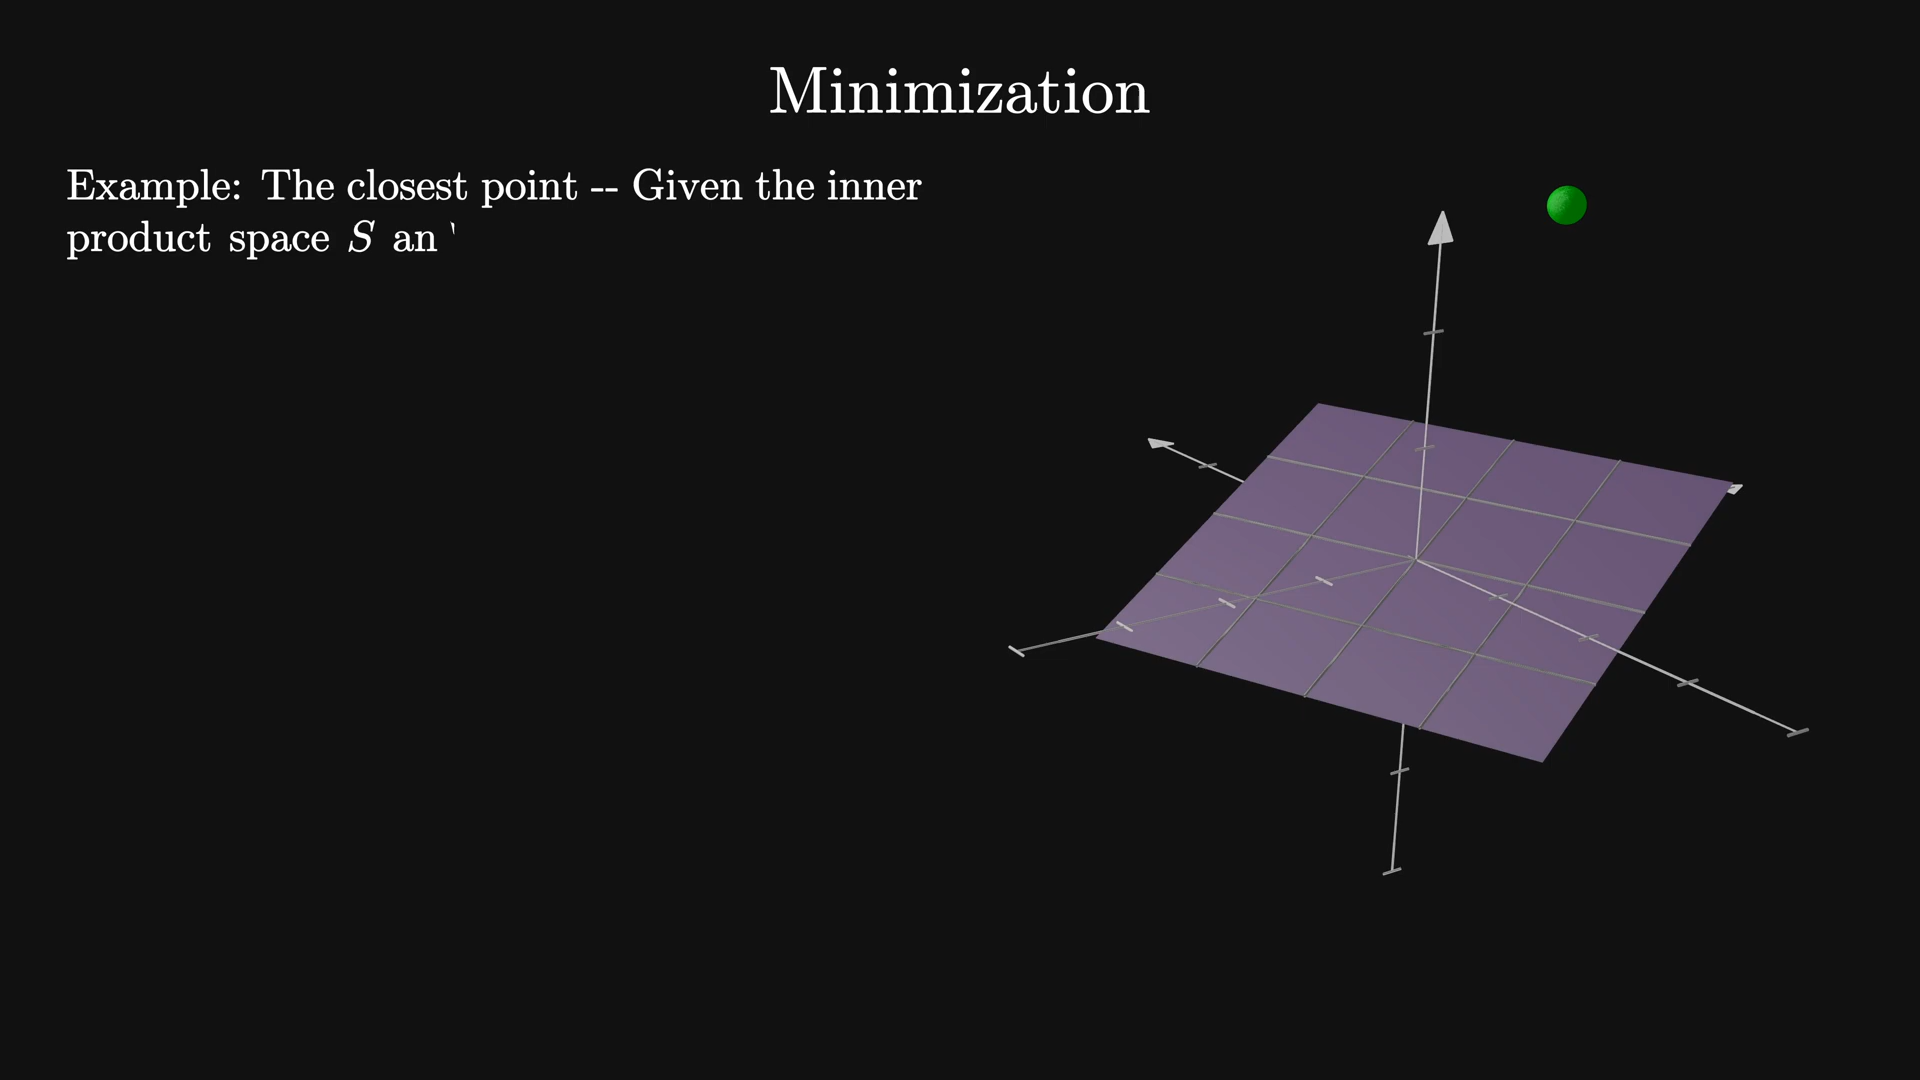 Minimization
Example: The closest point -- Given the inner
product space S an